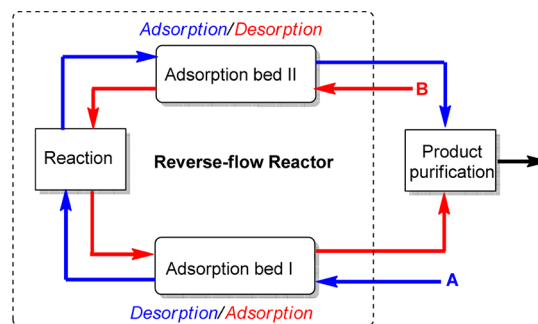 Adsorption/Desorption
Adsorption bed II
B
Reaction
Reverse-flow Reactor
Product
purification
Adsorption bed I
A
Desorption/Adsorption